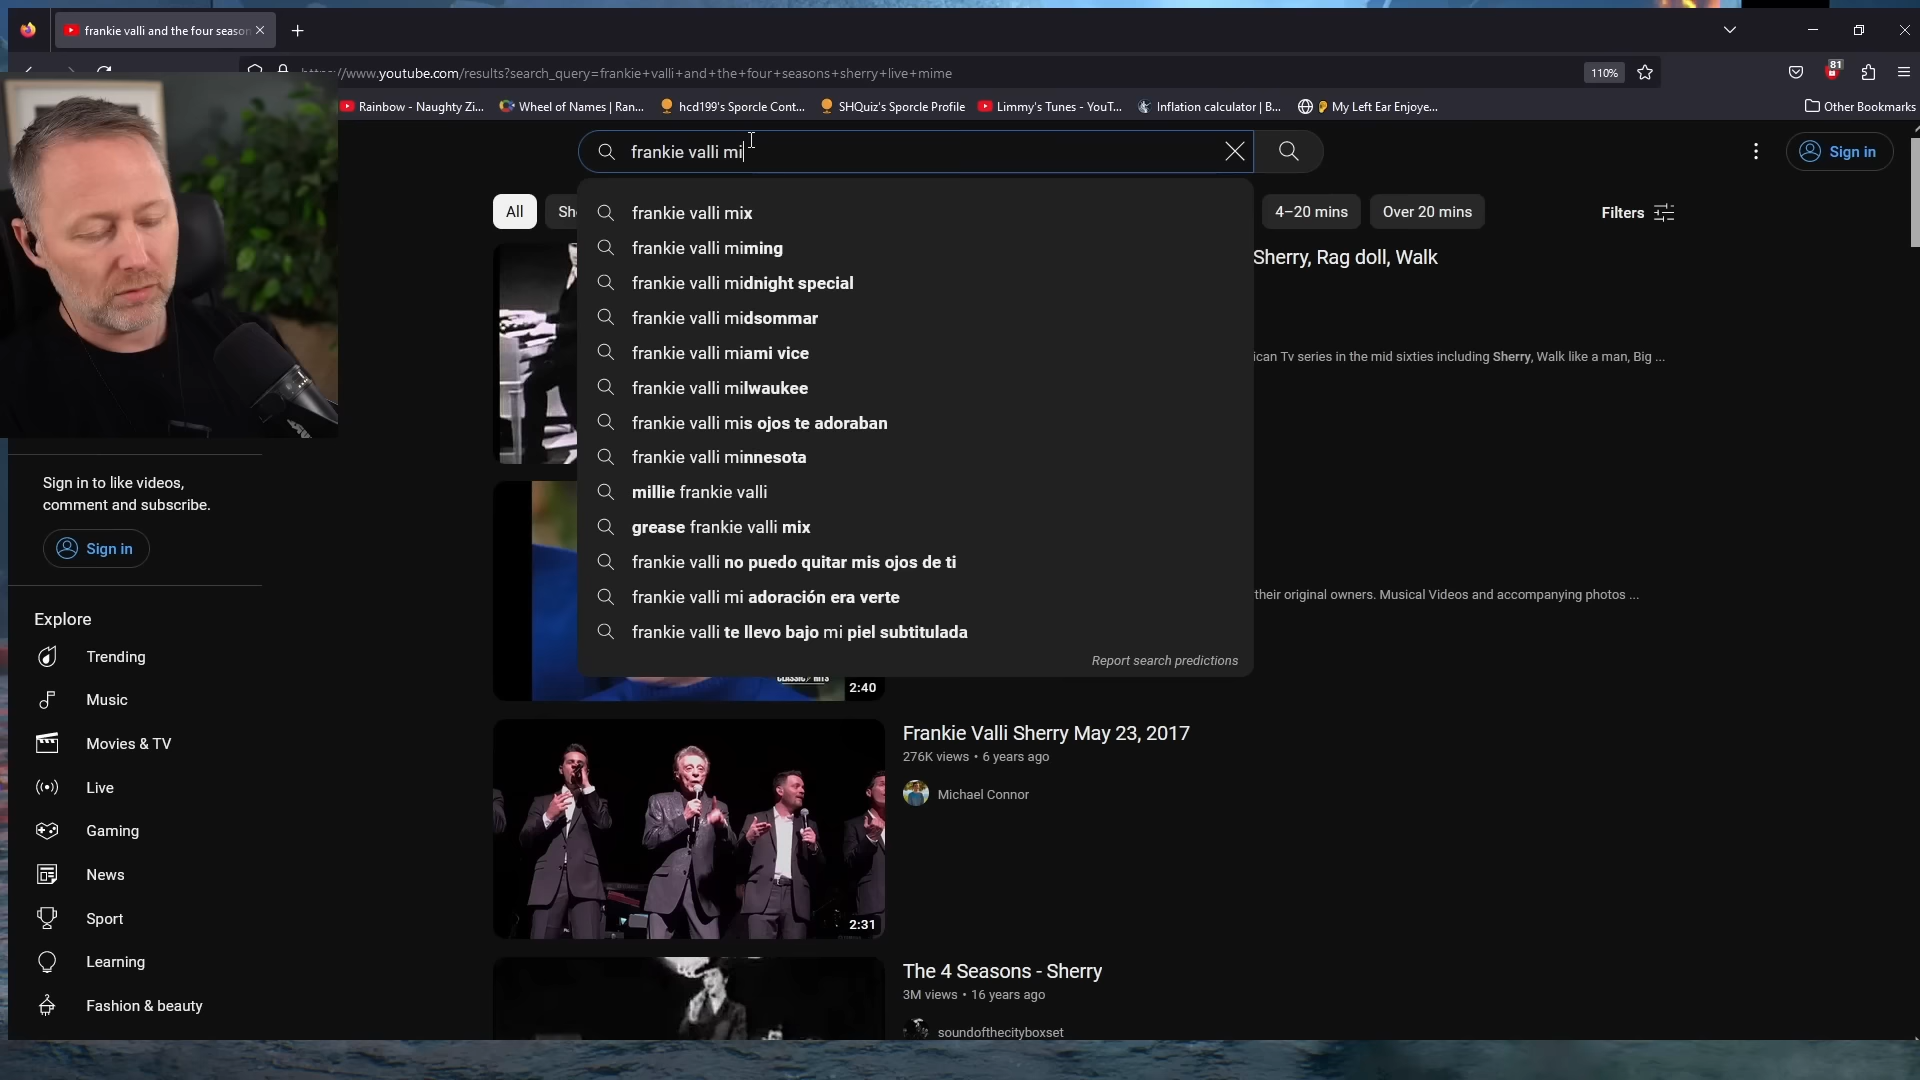 frankie valli and the four season
https://www.youtube.com/results?search_query=frankie+valli+and+the+four+seasons+sherry+live+mime
110%
81
Rainbow - Naughty Zi...
Wheel of Names | Ran...
hcd199's Sporcle Cont...
SHQuiz's Sporcle Profile
Limmy's Tunes - YouT...
Inflation calculator | B...
My Left Ear Enjoye...
Other Bookmarks
frankie valli mi
Sign in
All
Sh
4–20 mins
Over 20 mins
Filters
frankie valli mix
frankie valli miming
frankie valli midnight special
frankie valli midsommar
frankie valli miami vice
frankie valli milwaukee
frankie valli mis ojos te adoraban
frankie valli minnesota
millie frankie valli
grease frankie valli mix
frankie valli no puedo quitar mis ojos de ti
frankie valli mi adoración era verte
frankie valli te llevo bajo mi piel subtitulada
Report search predictions
Sherry, Rag doll, Walk
ican Tv series in the mid sixties including Sherry, Walk like a man, Big ...
their original owners. Musical Videos and accompanying photos ...
CLASSIC HITS
2:40
Frankie Valli Sherry May 23, 2017
276K views • 6 years ago
Michael Connor
2:31
The 4 Seasons - Sherry
3M views • 16 years ago
soundofthecityboxset
Sign in to like videos,
comment and subscribe.
Sign in
Explore
Trending
Music
Movies & TV
Live
Gaming
News
Sport
Learning
Fashion & beauty